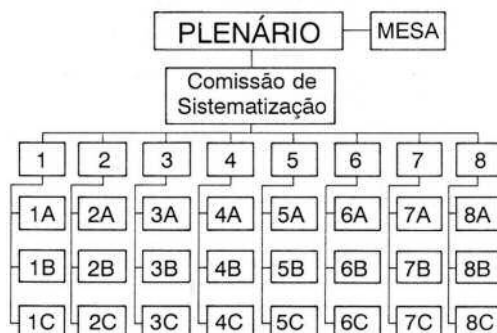 PLENÁRIO MESA
Comissão de
Sistematização
1 2 3 4 5 6 7 8
1A 2A 3A 4A 5A 6A 7A 8A
1B 2B 3B 4B 5B 6B 7B 8B
1C 2C 3C 4C 5C 6C 7C 8C